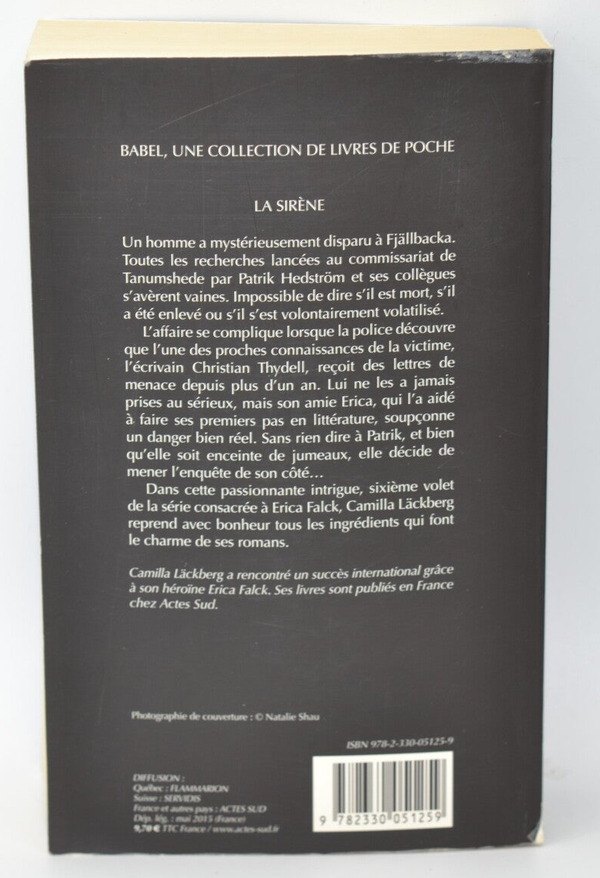 BABEL, UNE COLLECTION DE LIVRES DE POCHE
LA SIRÈNE
Un homme a mystérieusement disparu à Fjällbacka.
Toutes les recherches lancées au commissariat de
Tanumshede par Patrik Hedström et ses collègues
s'avèrent vaines. Impossible de dire s'il est mort, s'il
a été enlevé ou s'il s'est volontairement volatilisé.
L'affaire se complique lorsque la police découvre
que l'une des proches connaissances de la victime,
l'écrivain Christian Thydell, reçoit des lettres de
menace depuis plus d'un an. Lui ne les a jamais
prises au sérieux, mais son amie Erica, qui l'a aidé
à faire ses premiers pas en littérature, soupçonne
un danger bien réel. Sans rien dire à Patrik, et bien
qu'elle soit enceinte de jumeaux, elle décide de
mener l'enquête de son côté…
Dans cette passionnante intrigue, sixième volet
de la série consacrée à Erica Falck, Camilla Läckberg
reprend avec bonheur tous les ingrédients qui font
le charme de ses romans.
Camilla Läckberg a rencontré un succès international grâce
à son héroïne Erica Falck. Ses livres sont publiés en France
chez Actes Sud.
Photographie de couverture : © Natalie Shau
ISBN 978-2-330-05125-9
DIFFUSION :
Québec : FLAMMARION
Suisse : SERVIDIS
France et autres pays : ACTES SUD
Dép. lég. : mai 2015 (France)
9,70 € TTC France / www.actes-sud.fr
9 782330 051259